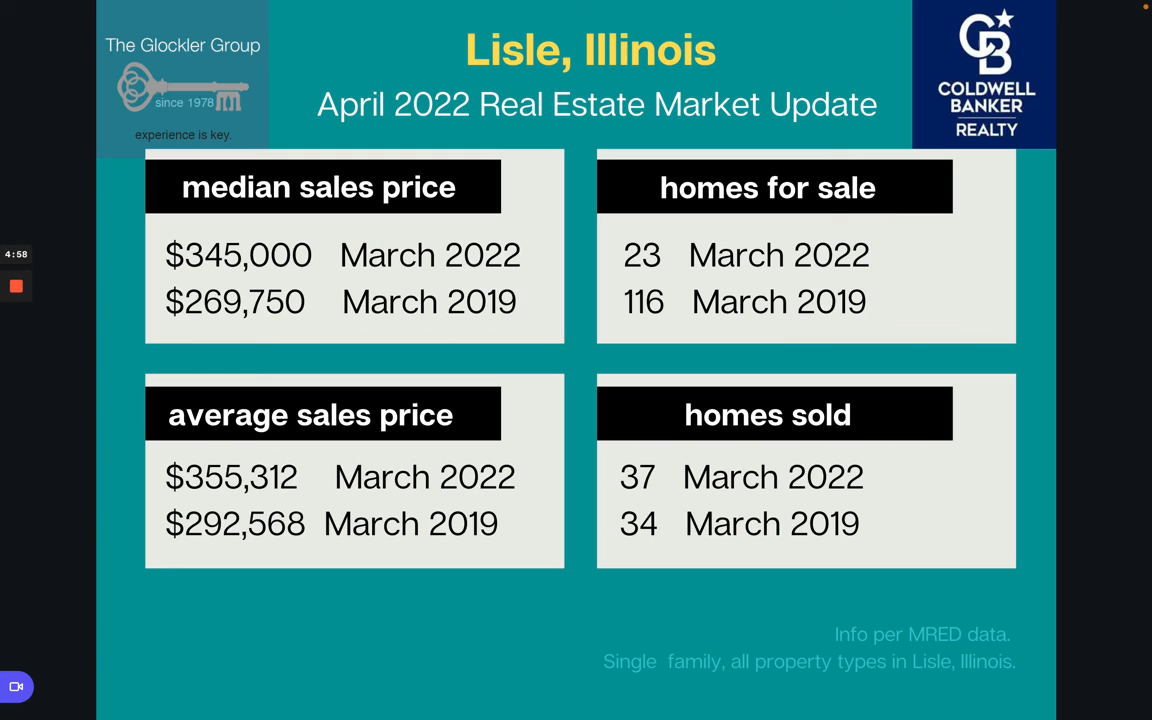 The Glockler Group
since 1978
experience is key.
Lisle, Illinois
April 2022 Real Estate Market Update
CB
COLDWELL
BANKER
REALTY
median sales price
$345,000 March 2022
$269,750 March 2019
homes for sale
23 March 2022
116 March 2019
4:58
average sales price
$355,312 March 2022
$292,568 March 2019
homes sold
37 March 2022
34 March 2019
Info per MRED data.
Single family, all property types in Lisle, Illinois.